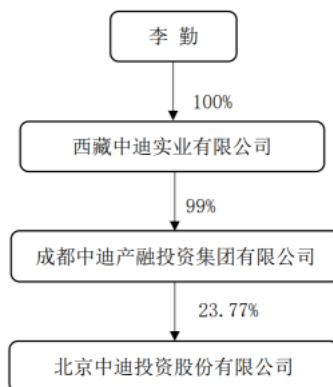 李 勤
100%
西藏中迪实业有限公司
99%
成都中迪产融投资集团有限公司
23.77%
北京中迪投资股份有限公司